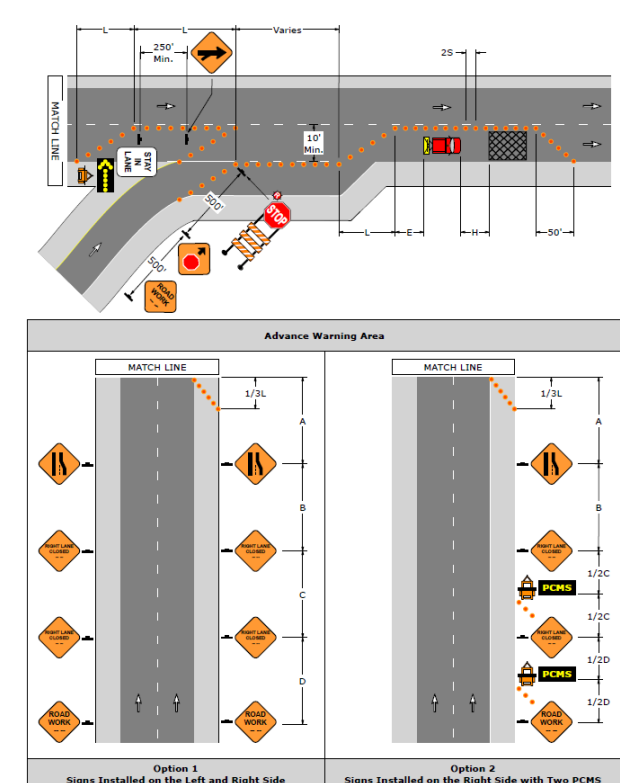 L
L
Varies
250'
Min.
2S
MATCH LINE
STAY
IN
LANE
10'
Min.
500'
STOP
500'
ROAD
WORK
--
L
E
H
50'
Advance Warning Area
MATCH LINE
1/3L
A
B
RIGHT LANE
CLOSED
--
RIGHT LANE
CLOSED
--
C
RIGHT LANE
CLOSED
--
RIGHT LANE
CLOSED
--
D
ROAD
WORK
--
ROAD
WORK
--
MATCH LINE
1/3L
A
B
RIGHT LANE
CLOSED
--
1/2C
PCMS
1/2C
RIGHT LANE
CLOSED
--
1/2D
PCMS
1/2D
ROAD
WORK
--
Option 1
Signs Installed on the Left and Right Side
Option 2
Signs Installed on the Right Side with Two PCMS